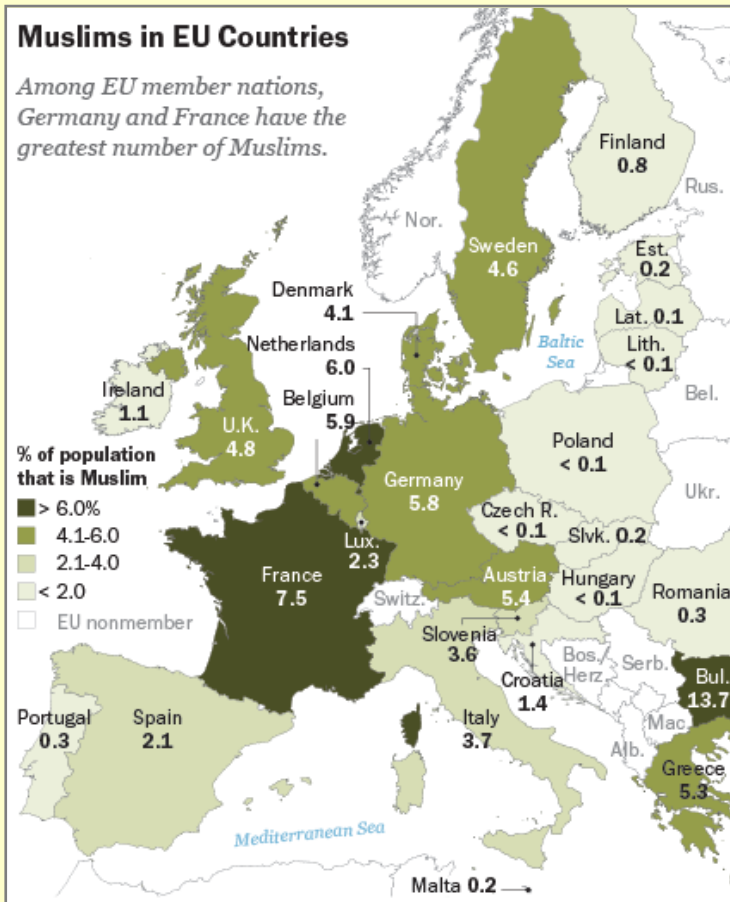 Muslims in EU Countries
Among EU member nations,
Germany and France have the
greatest number of Muslims.
Finland
0.8
Rus.
Nor.
Sweden
4.6
Est.
0.2
Denmark
4.1
Lat. 0.1
Netherlands
6.0
Baltic
Sea
Lith.
< 0.1
Ireland
1.1
Belgium
5.9
Bel.
U.K.
4.8
Poland
< 0.1
% of population
that is Muslim
> 6.0%
4.1-6.0
2.1-4.0
< 2.0
EU nonmember
Germany
5.8
Ukr.
Czech R.
< 0.1
Slvk. 0.2
Lux.
2.3
France
7.5
Austria
5.4
Hungary
< 0.1
Romania
0.3
Switz.
Slovenia
3.6
Bos./
Herz.
Serb.
Croatia
1.4
Bul.
13.7
Portugal
0.3
Spain
2.1
Italy
3.7
Mac.
Alb.
Greece
5.3
Mediterranean Sea
Malta 0.2